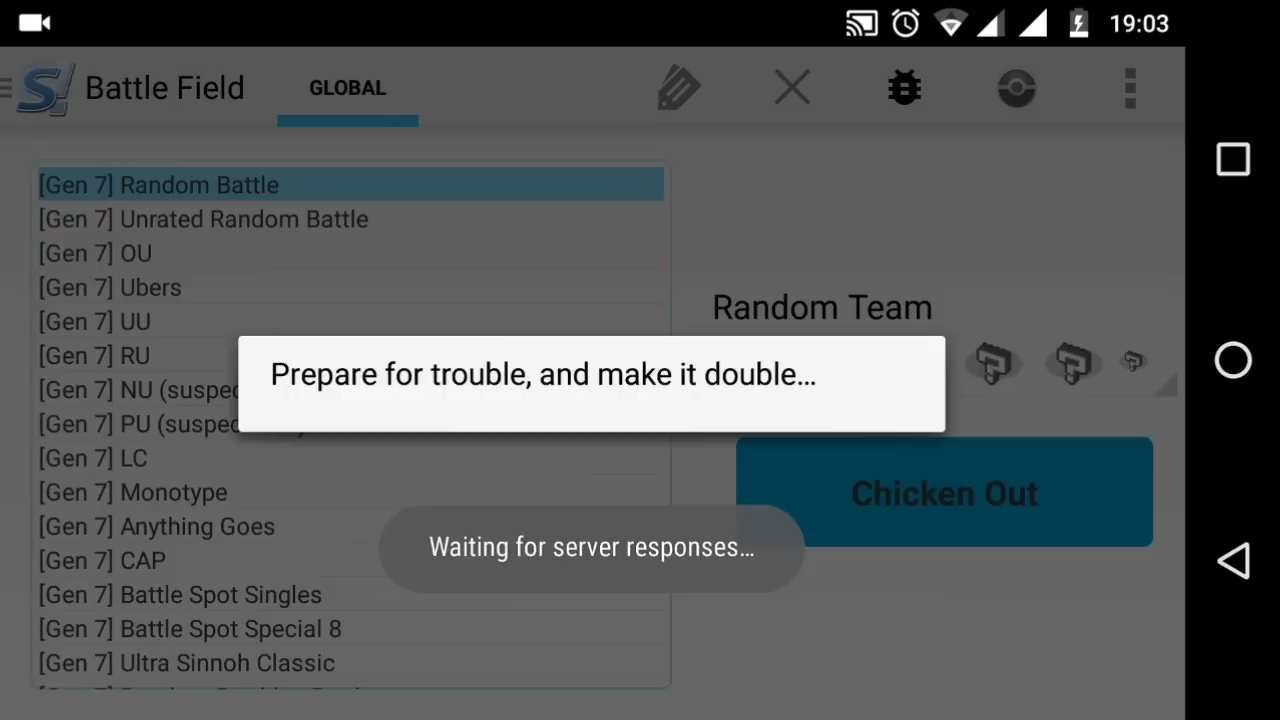 19:03
Battle Field
GLOBAL
[Gen 7] Random Battle
[Gen 7] Unrated Random Battle
[Gen 7] OU
[Gen 7] Ubers
[Gen 7] UU
[Gen 7] RU
[Gen 7] NU (suspec
[Gen 7] PU (suspec
[Gen 7] LC
[Gen 7] Monotype
[Gen 7] Anything Goes
[Gen 7] CAP
[Gen 7] Battle Spot Singles
[Gen 7] Battle Spot Special 8
[Gen 7] Ultra Sinnoh Classic
Random Team
Prepare for trouble, and make it double...
Chicken Out
Waiting for server responses...